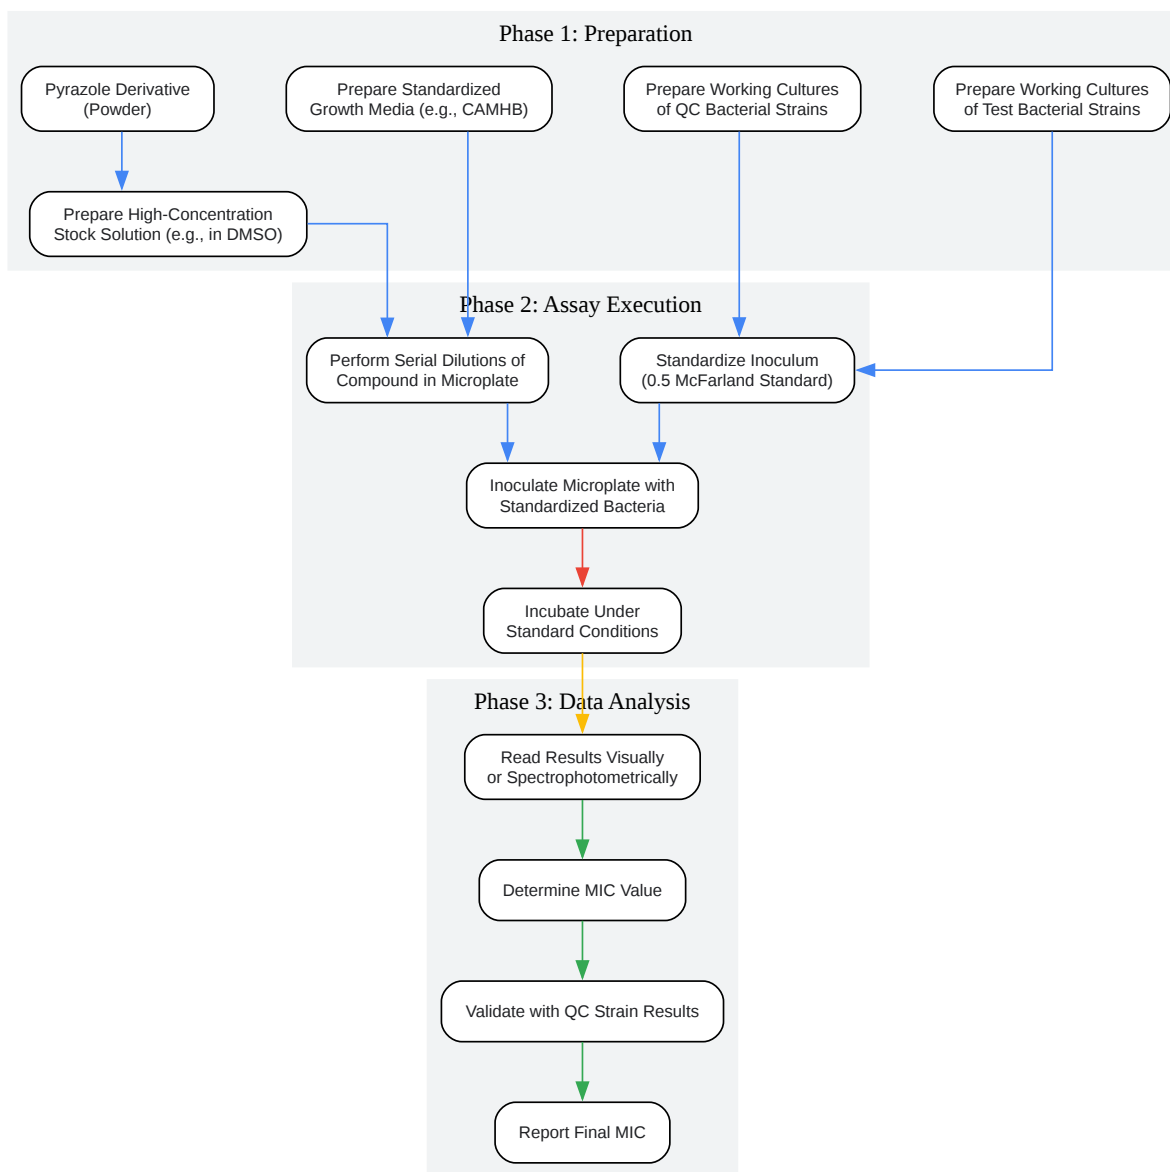 Phase 1: Preparation
Pyrazole Derivative
(Powder)
Prepare Standardized
Growth Media (e.g., CAMHB)
Prepare Working Cultures
of QC Bacterial Strains
Prepare Working Cultures
of Test Bacterial Strains
Prepare High-Concentration
Stock Solution (e.g., in DMSO)
Phase 2: Assay Execution
Perform Serial Dilutions of
Compound in Microplate
Standardize Inoculum
(0.5 McFarland Standard)
Inoculate Microplate with
Standardized Bacteria
Incubate Under
Standard Conditions
Phase 3: Data Analysis
Read Results Visually
or Spectrophotometrically
Determine MIC Value
Validate with QC Strain Results
Report Final MIC